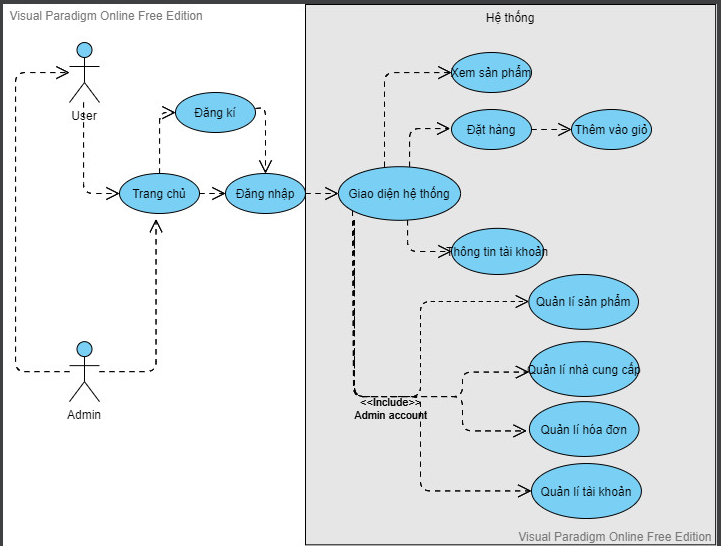 Visual Paradigm Online Free Edition
Hệ thống
Xem sản phẩm
User
Đăng kí
Đặt hàng
Thêm vào giỏ
Trang chủ
Đăng nhập
Giao diện hệ thống
Thông tin tài khoản
Quản lí sản phẩm
Quản lí nhà cung cấp
<<Include>>
Admin account
Admin
Quản lí hóa đơn
Quản lí tài khoản
Visual Paradigm Online Free Edition